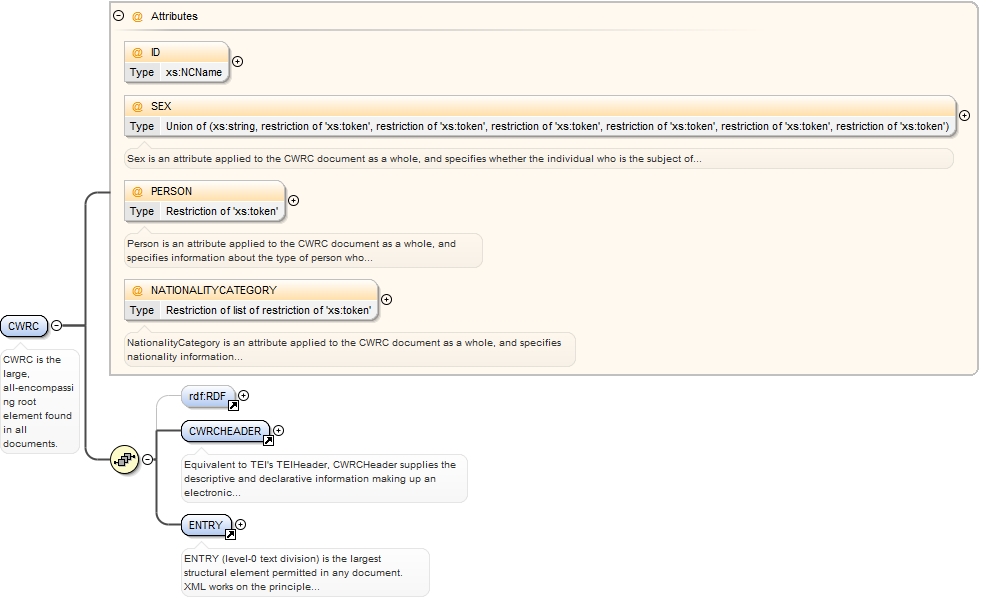 Attributes
@ ID
Type xs:NCName
@ SEX
Type Union of (xs:string, restriction of 'xs:token', restriction of 'xs:token', restriction of 'xs:token', restriction of 'xs:token', restriction of 'xs:token', restriction of 'xs:token')
Sex is an attribute applied to the CWRC document as a whole, and specifies whether the individual who is the subject of...
@ PERSON
Type Restriction of 'xs:token'
Person is an attribute applied to the CWRC document as a whole, and
specifies information about the type of person who...
@ NATIONALITYCATEGORY
Type Restriction of list of restriction of 'xs:token'
NationalityCategory is an attribute applied to the CWRC document as a whole, and specifies
nationality information...
CWRC
CWRC is the
large,
all-encompassi
ng root
element found
in all
documents.
rdf:RDF
CWRCHEADER
Equivalent to TEI's TEIHeader, CWRCHeader supplies the
descriptive and declarative information making up an
electronic...
ENTRY
ENTRY (level-0 text division) is the largest
structural element permitted in any document.
XML works on the principle...